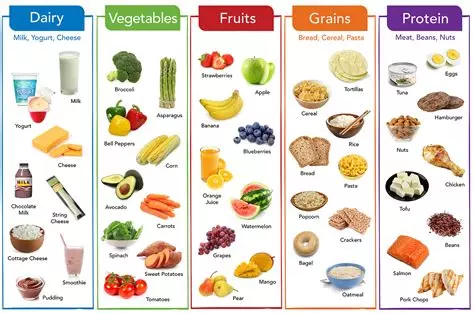 Dairy
Milk, Yogurt, Cheese
Milk
Yogurt
Cheese
Chocolate
Milk
String
Cheese
Cottage Cheese
Smoothie
Pudding
Vegetables
Broccoli
Asparagus
Bell Peppers
Corn
Avocado
Carrots
Spinach
Sweet Potatoes
Tomatoes
Fruits
Strawberries
Apple
Banana
Blueberries
Orange
Juice
Watermelon
Grapes
Mango
Pear
Grains
Bread, Cereal, Pasta
Tortillas
Cereal
Rice
Bread
Pasta
Popcorn
Crackers
Bagel
Oatmeal
Protein
Meat, Beans, Nuts
Eggs
Tuna
Hamburger
Nuts
Chicken
Tofu
Beans
Salmon
Pork Chops